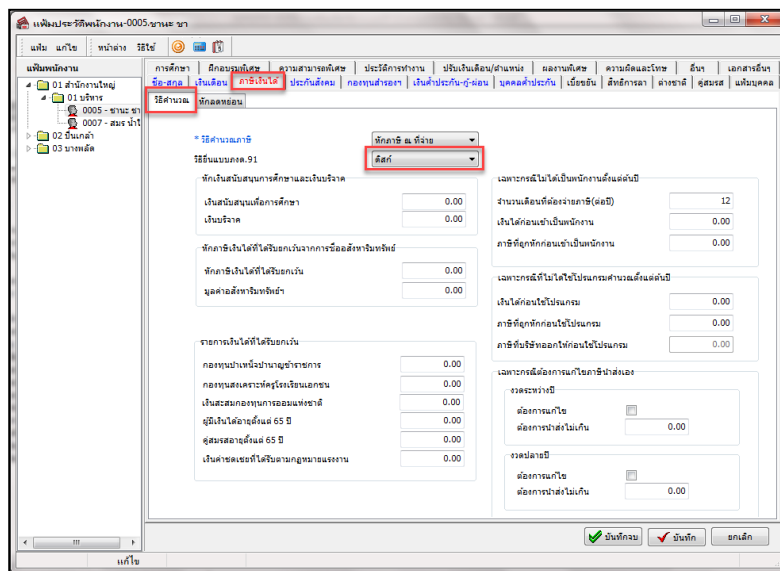 แฟ้มประวัติพนักงาน-0005,ชานะ ชา
แฟ้ม แก้ไข หน้าต่าง วิธีใช้
แฟ้มพนักงาน
01 สำนักงานใหญ่
01 บริหาร
0005 - ชานะ ชา
0007 - สมร น้ำใ
02 ปิ่นเกล้า
03 บางพลัด
การศึกษา ฝึกอบรมพิเศษ ความสามารถพิเศษ ประวัติการทำงาน ปรับเงินเดือน/ตำแหน่ง ผลงานพิเศษ ความผิดและโทษ อื่นๆ เอกสารอื่นๆ
ชื่อ-สกุล เงินเดือน ภาษีเงินได้ ประกันสังคม กองทุนสำรองฯ เงินค้ำประกัน-กู้-ผ่อน บุคคลค้ำประกัน เบี้ยขยัน สิทธิการลา ต่างชาติ คู่สมรส แฟ้มบุคคล
วิธีคำนวณ หักลดหย่อน
* วิธีคำนวณภาษี หักภาษี ณ ที่จ่าย
วิธียื่นแบบภงด.91 ดิสก์
หักเงินสนับสนุนการศึกษาและเงินบริจาค
เงินสนับสนุนเพื่อการศึกษา 0.00
เงินบริจาค 0.00
หักภาษีเงินได้ที่ได้รับยกเว้นจากการซื้ออสังหาริมทรัพย์
หักภาษีเงินได้ที่ได้รับยกเว้น 0.00
มูลค่าอสังหาริมทรัพย์ฯ 0.00
รายการเงินได้ที่ได้รับยกเว้น
กองทุนบำเหน็จบำนาญข้าราชการ 0.00
กองทุนสงเคราะห์ครูโรงเรียนเอกชน 0.00
เงินสะสมกองทุนการออมแห่งชาติ 0.00
ผู้มีเงินได้อายุตั้งแต่ 65 ปี 0.00
คู่สมรสอายุตั้งแต่ 65 ปี 0.00
เงินค่าชดเชยที่ได้รับตามกฎหมายแรงงาน 0.00
เฉพาะกรณีไม่ได้เป็นพนักงานตั้งแต่ต้นปี
จำนวนเดือนที่ต้องจ่ายภาษี(ต่อปี) 12
เงินได้ก่อนเข้าเป็นพนักงาน 0.00
ภาษีที่ถูกหักก่อนเข้าเป็นพนักงาน 0.00
เฉพาะกรณีที่ไม่ได้ใช้โปรแกรมคำนวณตั้งแต่ต้นปี
เงินได้ก่อนใช้โปรแกรม 0.00
ภาษีที่ถูกหักก่อนใช้โปรแกรม 0.00
ภาษีที่บริษัทออกให้ก่อนใช้โปรแกรม 0.00
เฉพาะกรณีต้องการแก้ไขภาษีนำส่งเอง
งวดระหว่างปี
ต้องการแก้ไข
ต้องการนำส่งไม่เกิน 0.00
งวดปลายปี
ต้องการแก้ไข
ต้องการนำส่งไม่เกิน 0.00
บันทึกจบ บันทึก ยกเลิก
แก้ไข